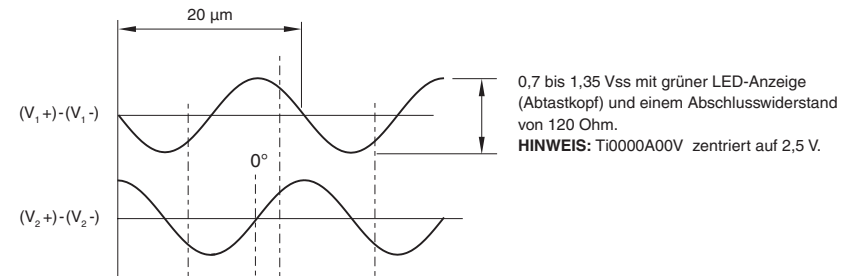 20 µm
(V₁+)-(V₁-)
0,7 bis 1,35 Vss mit grüner LED-Anzeige
(Abtastkopf) und einem Abschlusswiderstand
von 120 Ohm.
HINWEIS: Ti0000A00V zentriert auf 2,5 V.
0°
(V₂+)-(V₂-)